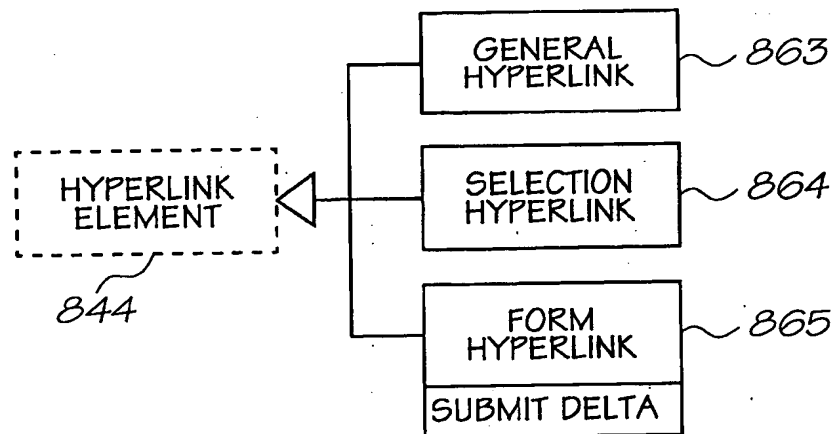 GENERAL
HYPERLINK
863
HYPERLINK
ELEMENT
844
SELECTION
HYPERLINK
864
FORM
HYPERLINK
865
SUBMIT DELTA